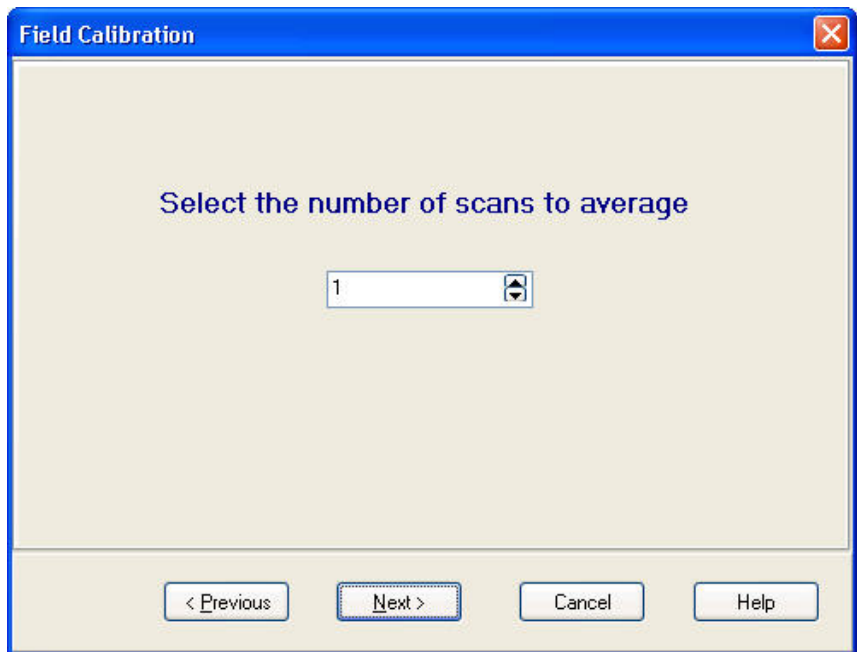 Field Calibration
Select the number of scans to average
1
< Previous Next > Cancel Help